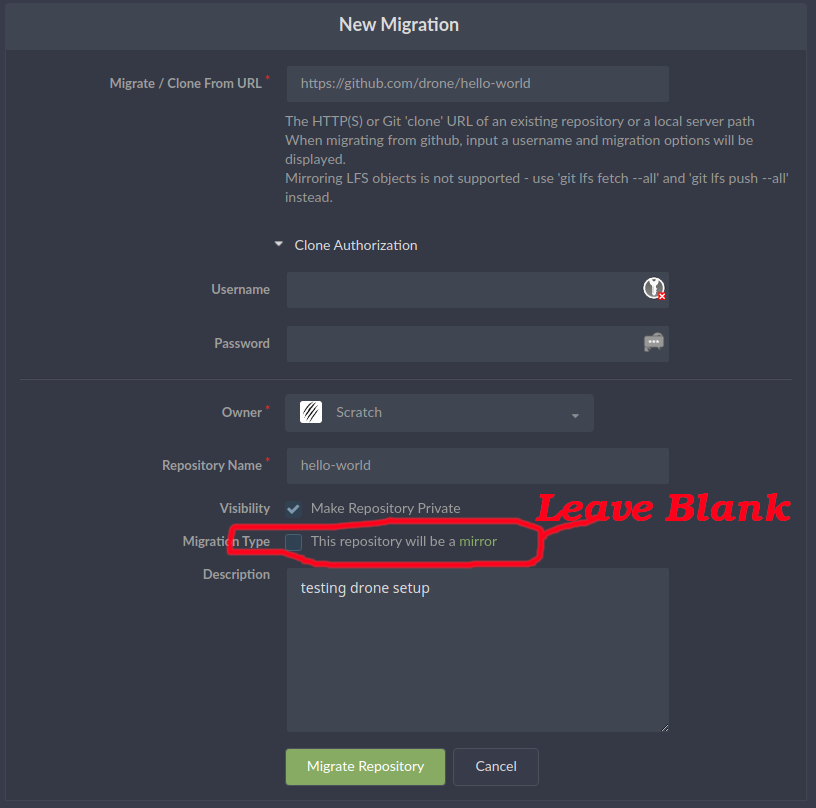 New Migration
Migrate / Clone From URL * https://github.com/drone/hello-world
The HTTP(S) or Git 'clone' URL of an existing repository or a local server path
When migrating from github, input a username and migration options will be
displayed.
Mirroring LFS objects is not supported - use 'git lfs fetch --all' and 'git lfs push --all'
instead.
Clone Authorization
Username
Password
Owner * Scratch
Repository Name * hello-world
Visibility Make Repository Private
Leave Blank
Migration Type This repository will be a mirror
Description testing drone setup
Migrate Repository Cancel